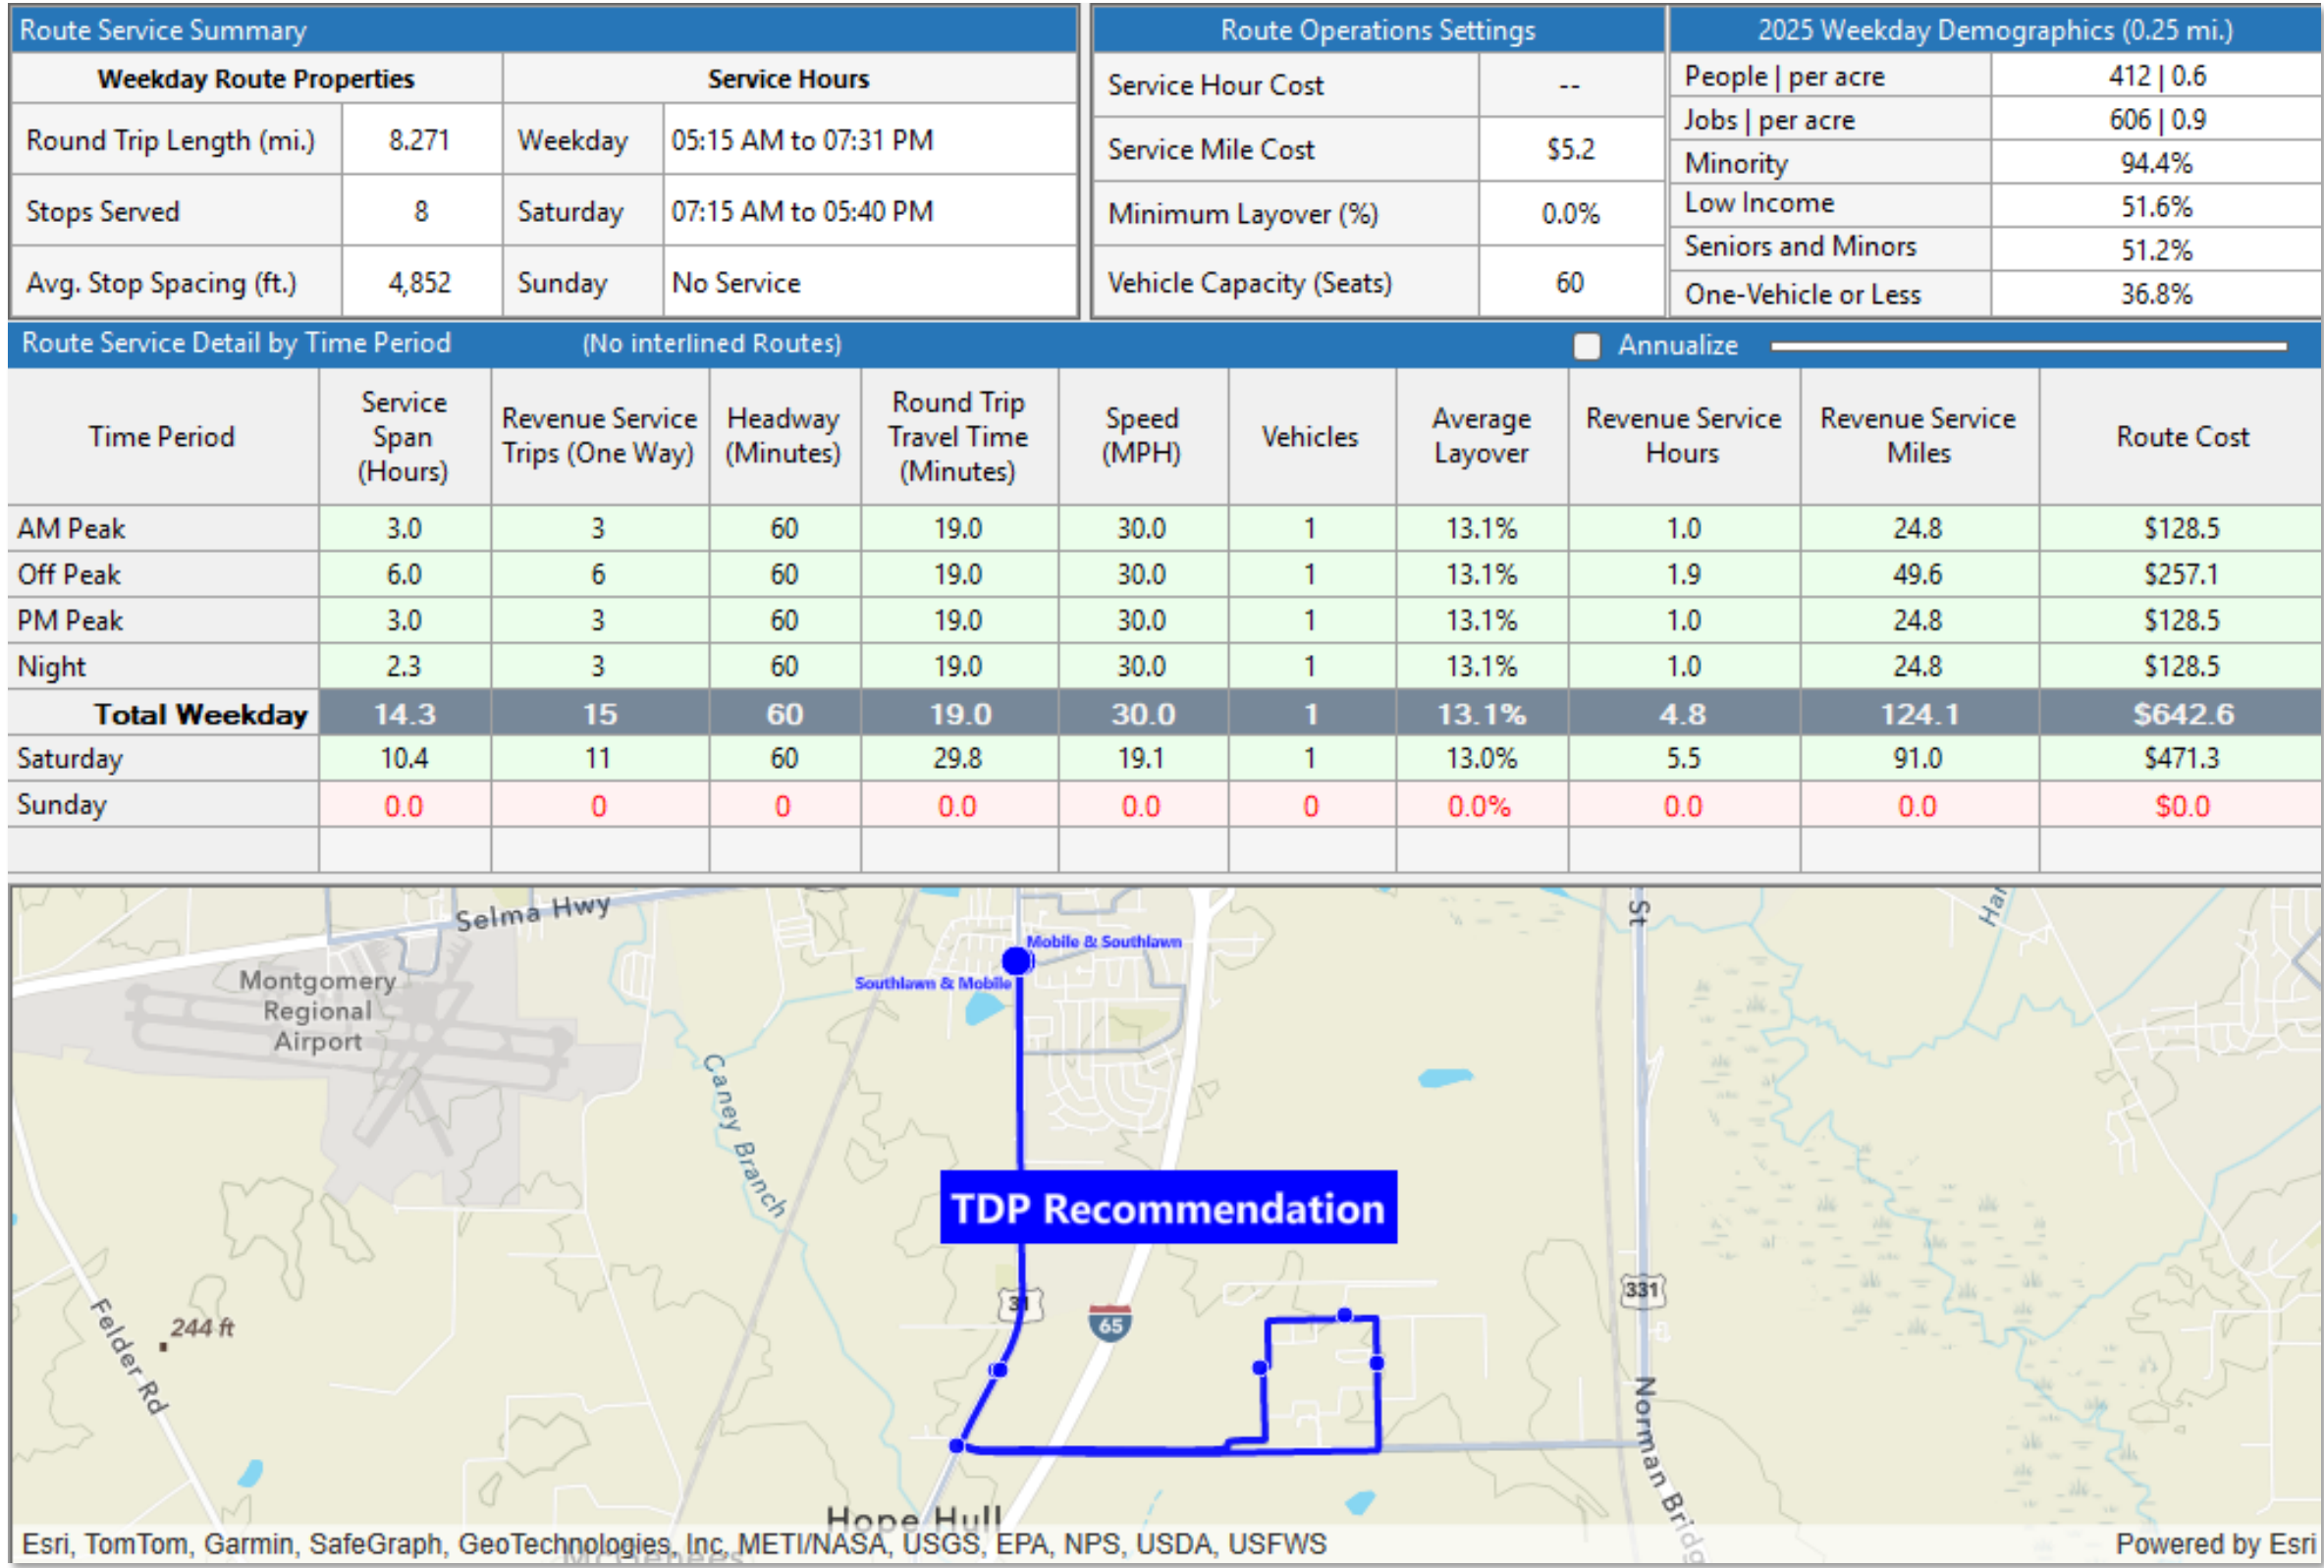 Route Service Summary
Weekday Route Properties Service Hours
Round Trip Length (mi.) 8.271 Weekday 05:15 AM to 07:31 PM
Stops Served 8 Saturday 07:15 AM to 05:40 PM
Avg. Stop Spacing (ft.) 4,852 Sunday No Service
Route Operations Settings
Service Hour Cost --
Service Mile Cost $5.2
Minimum Layover (%) 0.0%
Vehicle Capacity (Seats) 60
2025 Weekday Demographics (0.25 mi.)
People | per acre 412 | 0.6
Jobs | per acre 606 | 0.9
Minority 94.4%
Low Income 51.6%
Seniors and Minors 51.2%
One-Vehicle or Less 36.8%
Route Service Detail by Time Period (No interlined Routes) Annualize
Time Period Service Span (Hours) Revenue Service Trips (One Way) Headway (Minutes) Round Trip Travel Time (Minutes) Speed (MPH) Vehicles Average Layover Revenue Service Hours Revenue Service Miles Route Cost
AM Peak 3.0 3 60 19.0 30.0 1 13.1% 1.0 24.8 $128.5
Off Peak 6.0 6 60 19.0 30.0 1 13.1% 1.9 49.6 $257.1
PM Peak 3.0 3 60 19.0 30.0 1 13.1% 1.0 24.8 $128.5
Night 2.3 3 60 19.0 30.0 1 13.1% 1.0 24.8 $128.5
Total Weekday 14.3 15 60 19.0 30.0 1 13.1% 4.8 124.1 $642.6
Saturday 10.4 11 60 29.8 19.1 1 13.0% 5.5 91.0 $471.3
Sunday 0.0 0 0 0.0 0.0 0 0.0% 0.0 0.0 $0.0
Selma Hwy
St
Har
Mobile & Southlawn
Southlawn & Mobile
Montgomery
Regional
Airport
Caney Branch
TDP Recommendation
31
65
331
Felder Rd
244 ft
Norman Bridg
Hope Hull
Esri, TomTom, Garmin, SafeGraph, GeoTechnologies, Inc, METI/NASA, USGS, EPA, NPS, USDA, USFWS
Powered by Esri